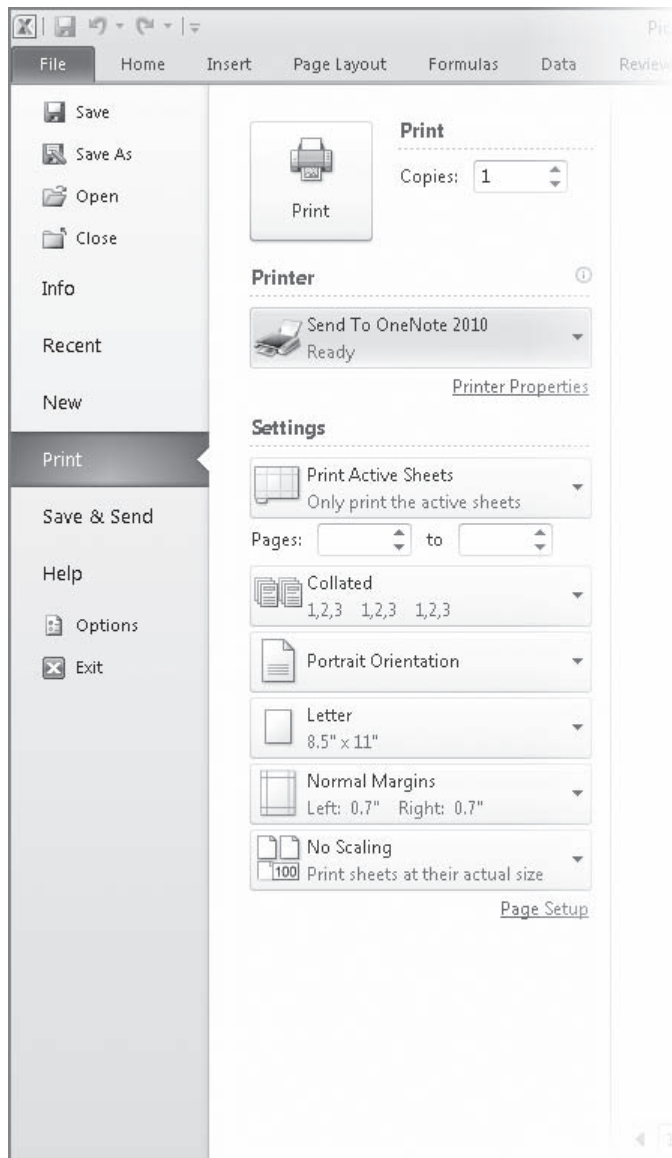 Pic
File Home Insert Page Layout Formulas Data Review
Save
Save As
Open
Close
Info
Recent
New
Print
Save & Send
Help
Options
Exit
Print
Print
Copies: 1
Printer
Send To OneNote 2010
Ready
Printer Properties
Settings
Print Active Sheets
Only print the active sheets
Pages: to
Collated
1,2,3 1,2,3 1,2,3
Portrait Orientation
Letter
8.5" x 11"
Normal Margins
Left: 0.7" Right: 0.7"
No Scaling
100 Print sheets at their actual size
Page Setup